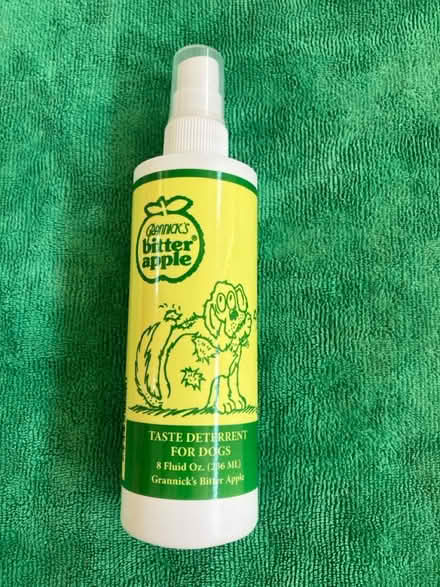 Grannick's
bitter®
apple
TASTE DETERRENT
FOR DOGS
8 Fluid Oz. (236 ML)
Grannick's Bitter Apple